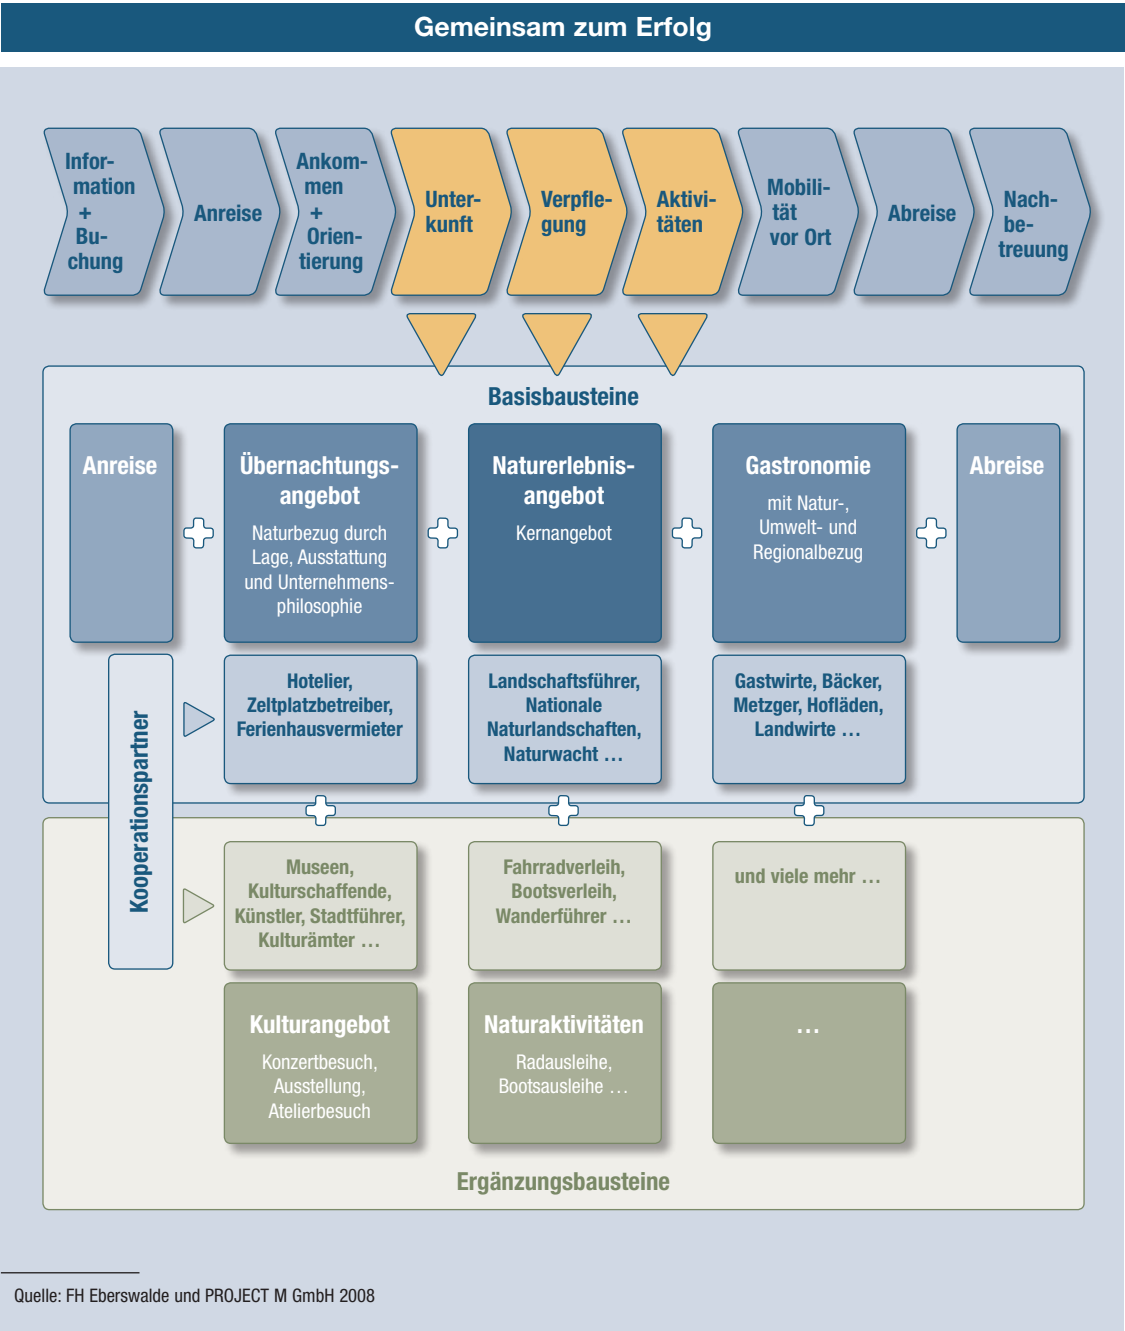 Gemeinsam zum Erfolg
Infor-
mation
+
Bu-
chung
Anreise
Ankom-
men
+
Orien-
tierung
Unter-
kunft
Verpfle-
gung
Aktivi-
täten
Mobili-
tät
vor Ort
Abreise
Nach-
be-
treuung
Basisbausteine
Anreise
Übernachtungs-
angebot
Naturbezug durch
Lage, Ausstattung
und Unternehmens-
philosophie
Naturerlebnis-
angebot
Kernangebot
Gastronomie
mit Natur-,
Umwelt- und
Regionalbezug
Abreise
Kooperationspartner
Hotelier,
Zeltplatzbetreiber,
Ferienhausvermieter
Landschaftsführer,
Nationale
Naturlandschaften,
Naturwacht …
Gastwirte, Bäcker,
Metzger, Hofläden,
Landwirte …
Museen,
Kulturschaffende,
Künstler, Stadtführer,
Kulturämter …
Fahrradverleih,
Bootsverleih,
Wanderführer …
und viele mehr …
Kulturangebot
Konzertbesuch,
Ausstellung,
Atelierbesuch
Naturaktivitäten
Radausleihe,
Bootsausleihe …
…
Ergänzungsbausteine
Quelle: FH Eberswalde und PROJECT M GmbH 2008